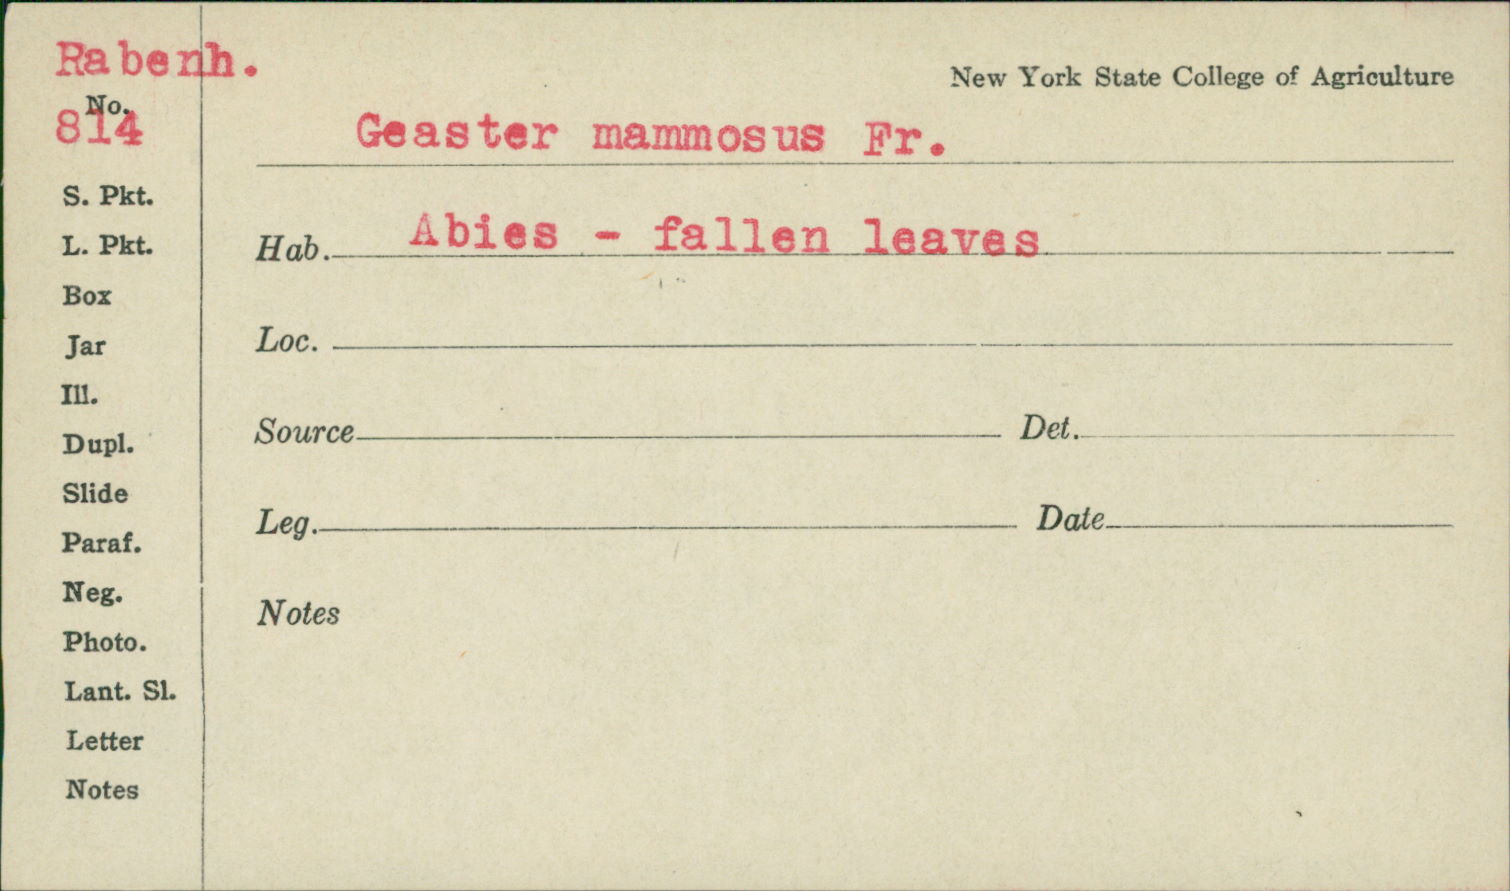 Rabenh.
New York State College of Agriculture
No.
814
Geaster mammosus Fr.
S. Pkt.
L. Pkt.
Hab. Abies - fallen leaves
Box
Jar
Loc.
Ill.
Dupl.
Source Det.
Slide
Leg. Date
Paraf.
Neg.
Notes
Photo.
Lant. Sl.
Letter
Notes